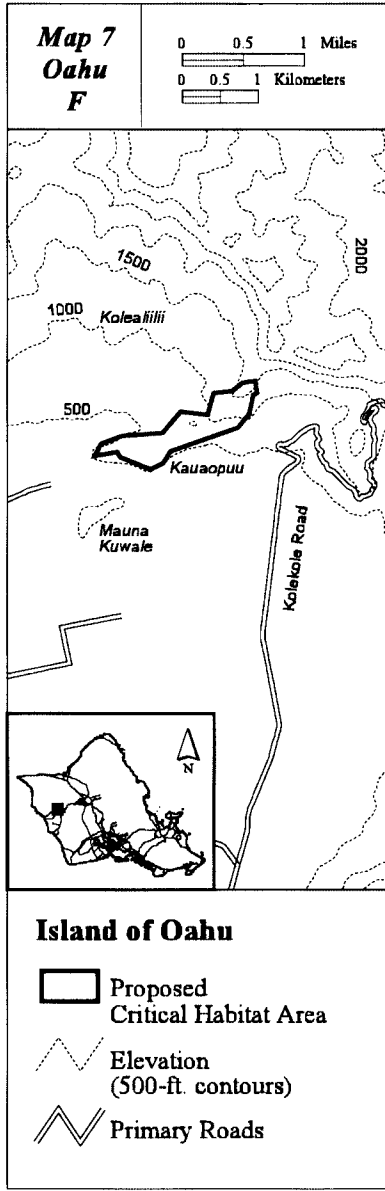 Map 7
Oahu
F
0 0.5 1 Miles
0 0.5 1 Kilometers
2000
1500
1000
Kolealiilii
500
Kauaopuu
Mauna
Kuwale
Kolekole Road
N
Island of Oahu
Proposed
Critical Habitat Area
Elevation
(500-ft. contours)
Primary Roads